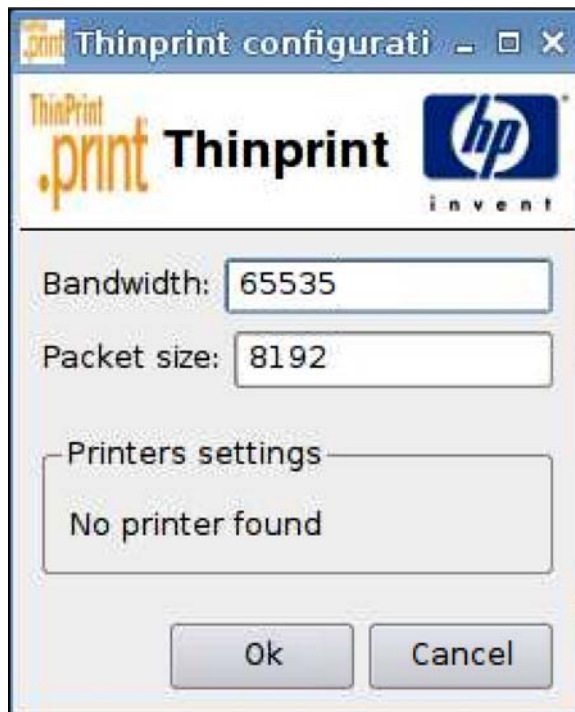 Thinprint configurati
ThinPrint
.print Thinprint
hp
invent
Bandwidth: 65535
Packet size: 8192
Printers settings
No printer found
Ok Cancel